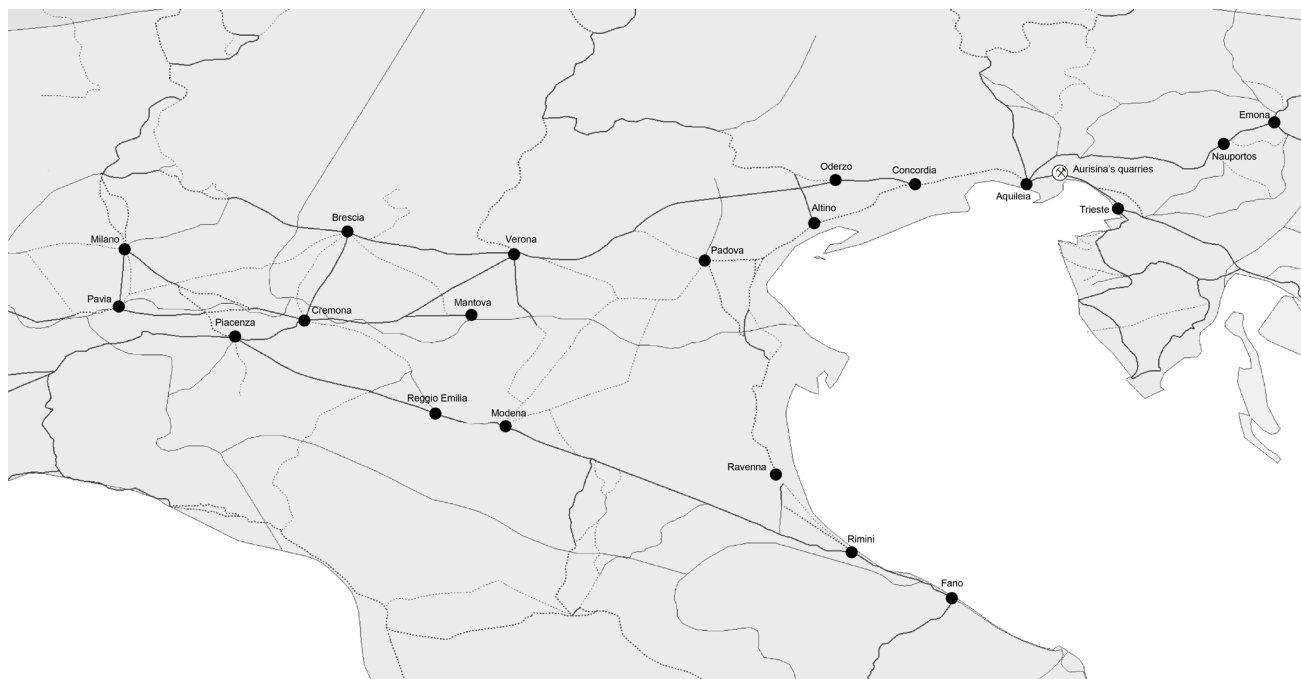 Emona
Nauportos
Oderzo
Concordia
Aurisina's quarries
Aquileia
Altino
Trieste
Brescia
Milano
Verona
Padova
Pavia
Mantova
Cremona
Piacenza
Reggio Emilia
Modena
Ravenna
Rimini
Fano